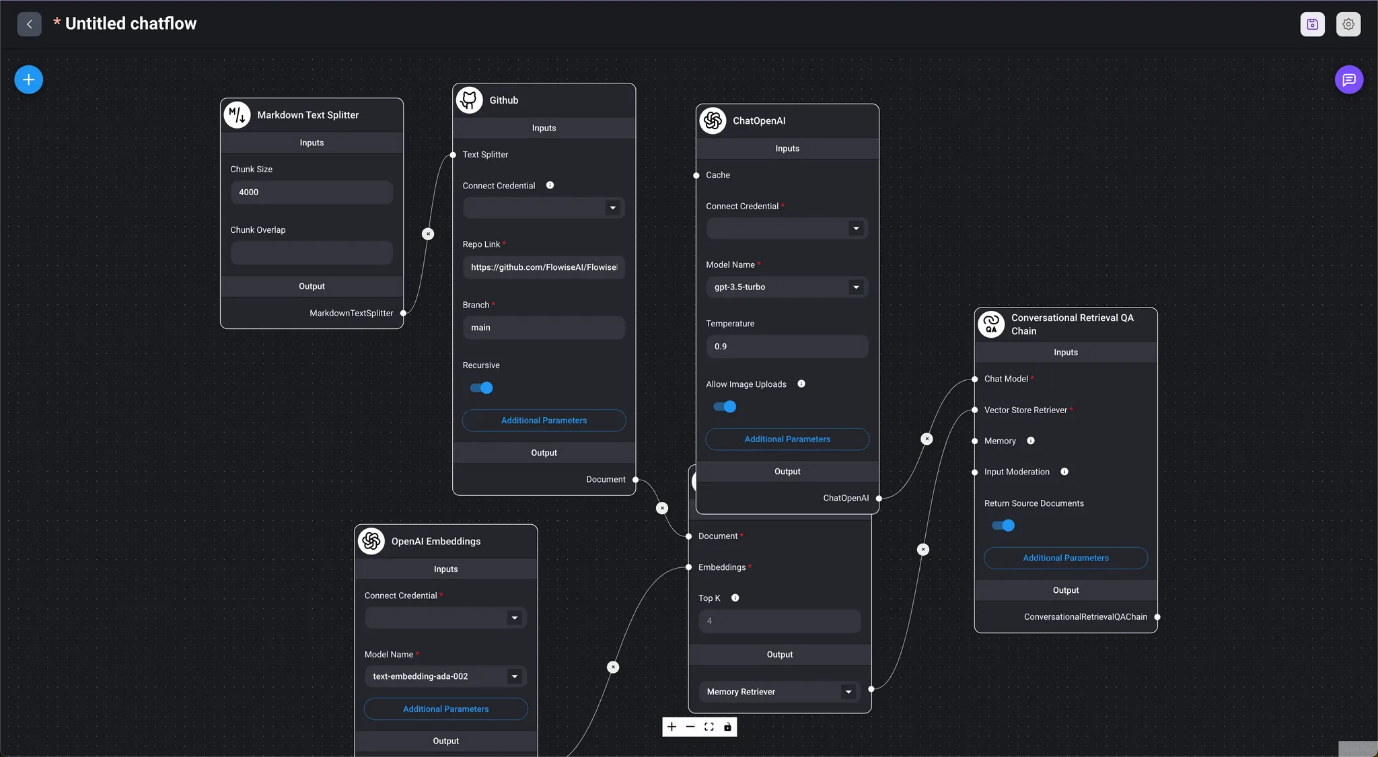 * Untitled chatflow
Markdown Text Splitter
Inputs
Chunk Size
4000
Chunk Overlap
Output
MarkdownTextSplitter
Github
Inputs
Text Splitter
Connect Credential
Repo Link *
https://github.com/FlowiseAI/Flowise
Branch *
main
Recursive
Additional Parameters
Output
Document
ChatOpenAI
Inputs
Cache
Connect Credential *
Model Name *
gpt-3.5-turbo
Temperature
0.9
Allow Image Uploads
Additional Parameters
Output
ChatOpenAI
Conversational Retrieval QA
Chain
QA
Inputs
Chat Model *
Vector Store Retriever *
Memory
Input Moderation
Return Source Documents
Additional Parameters
Output
ConversationalRetrievalQAChain
OpenAI Embeddings
Inputs
Connect Credential *
Model Name *
text-embedding-ada-002
Additional Parameters
Output
Document *
Embeddings *
Top K
4
Output
Memory Retriever